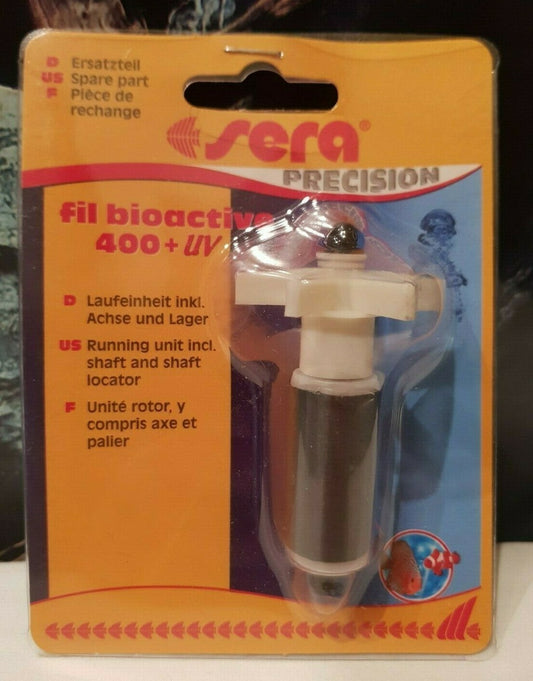 D Ersatzteil
US Spare part
F Pièce de
rechange
sera®
PRECISION
fil bioactive
400 + UV
D Laufeinheit inkl.
Achse und Lager
US Running unit incl.
shaft and shaft
locator
F Unité rotor, y
compris axe et
palier